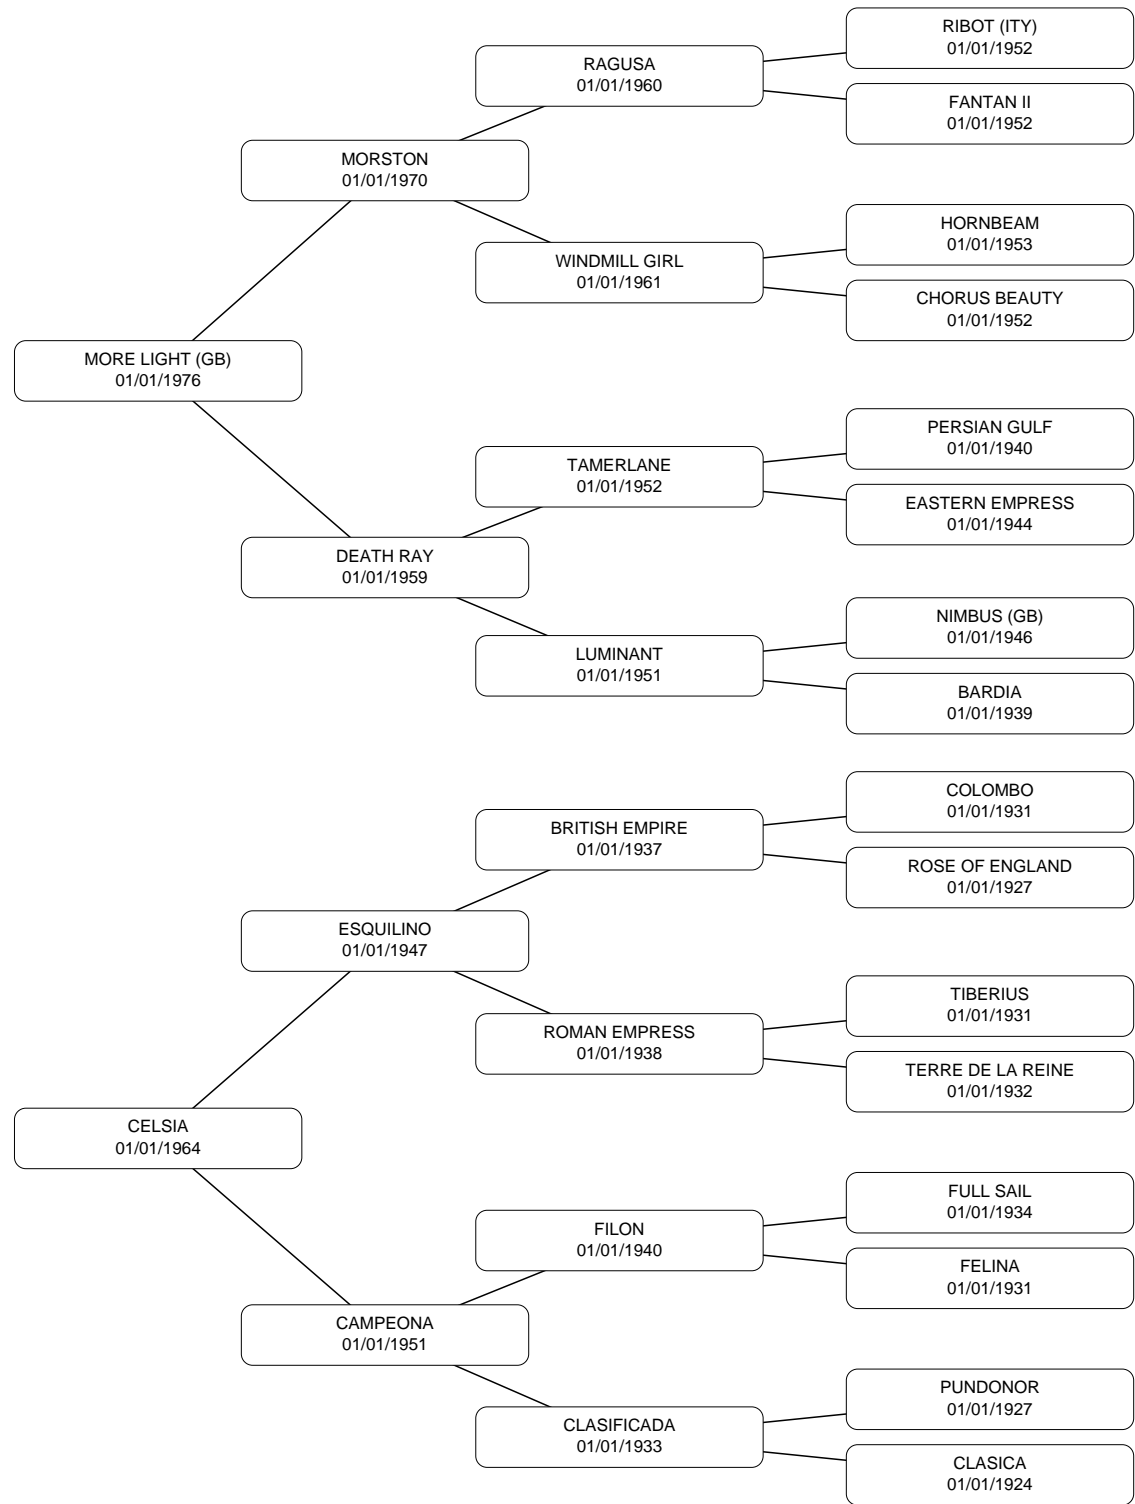 RIBOT (ITY)
01/01/1952
RAGUSA
01/01/1960
FANTAN II
01/01/1952
MORSTON
01/01/1970
HORNBEAM
01/01/1953
WINDMILL GIRL
01/01/1961
CHORUS BEAUTY
01/01/1952
MORE LIGHT (GB)
01/01/1976
PERSIAN GULF
01/01/1940
TAMERLANE
01/01/1952
EASTERN EMPRESS
01/01/1944
DEATH RAY
01/01/1959
NIMBUS (GB)
01/01/1946
LUMINANT
01/01/1951
BARDIA
01/01/1939
COLOMBO
01/01/1931
BRITISH EMPIRE
01/01/1937
ROSE OF ENGLAND
01/01/1927
ESQUILINO
01/01/1947
TIBERIUS
01/01/1931
ROMAN EMPRESS
01/01/1938
TERRE DE LA REINE
01/01/1932
CELSIA
01/01/1964
FULL SAIL
01/01/1934
FILON
01/01/1940
FELINA
01/01/1931
CAMPEONA
01/01/1951
PUNDONOR
01/01/1927
CLASIFICADA
01/01/1933
CLASICA
01/01/1924